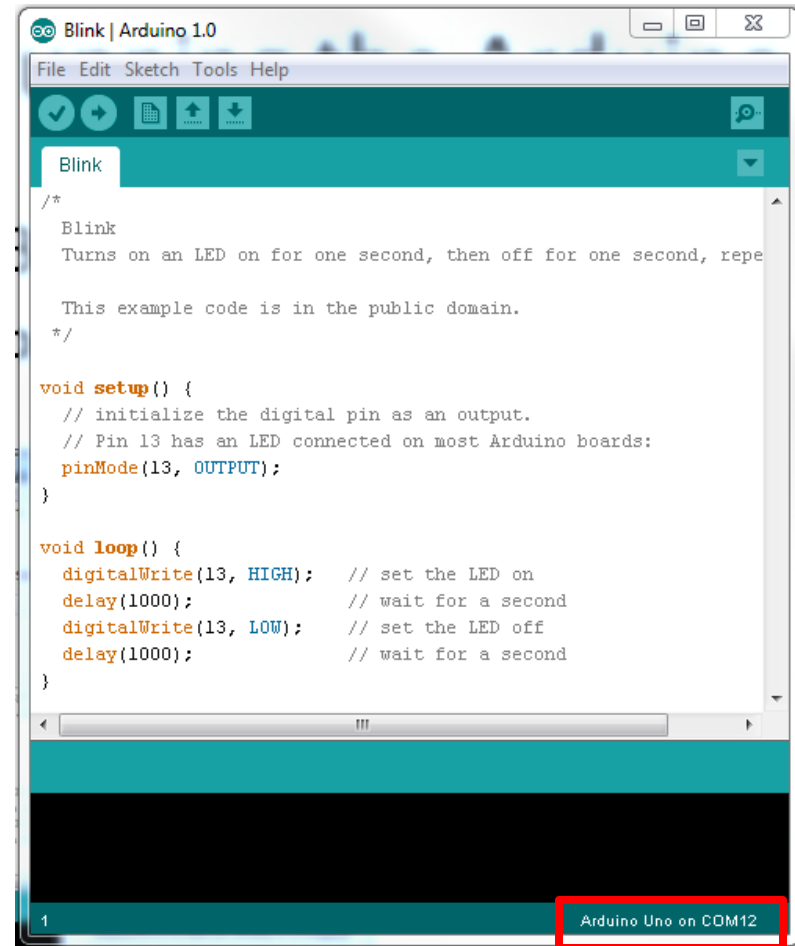 Blink | Arduino 1.0
File Edit Sketch Tools Help
Blink
/*
  Blink
  Turns on an LED on for one second, then off for one second, repe

  This example code is in the public domain.
 */

void setup() {
  // initialize the digital pin as an output.
  // Pin 13 has an LED connected on most Arduino boards:
  pinMode(13, OUTPUT);
}

void loop() {
  digitalWrite(13, HIGH);   // set the LED on
  delay(1000);              // wait for a second
  digitalWrite(13, LOW);    // set the LED off
  delay(1000);              // wait for a second
}
1
Arduino Uno on COM12